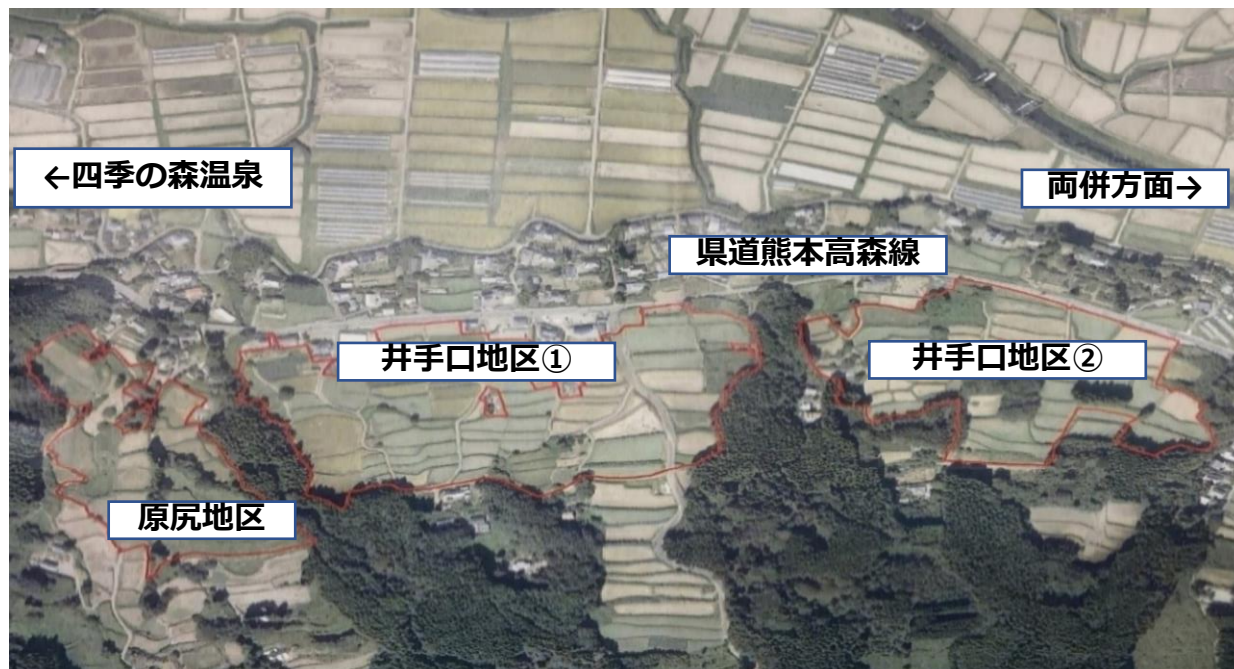 ←四季の森温泉
両併方面→
県道熊本高森線
井手口地区①
井手口地区②
原尻地区